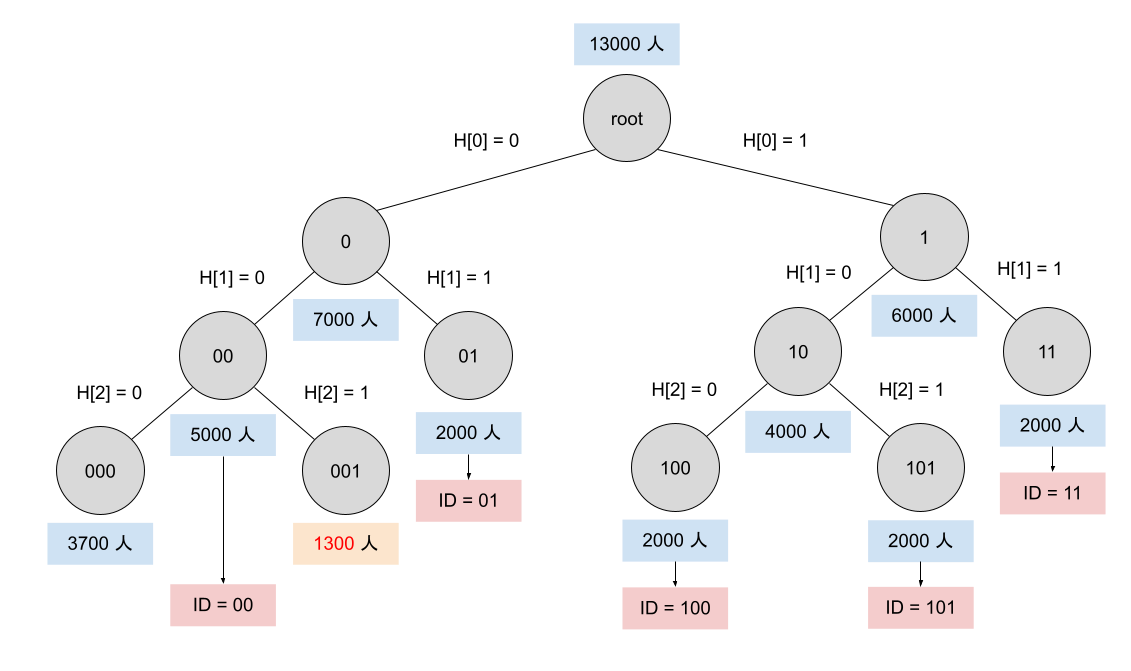 13000 人
root
H[0] = 0
H[0] = 1
0
1
H[1] = 0
H[1] = 1
H[1] = 0
H[1] = 1
7000 人
6000 人
00
01
10
11
H[2] = 0
H[2] = 1
H[2] = 0
H[2] = 1
5000 人
2000 人
4000 人
2000 人
000
001
100
101
ID = 01
ID = 11
3700 人
1300 人
2000 人
2000 人
ID = 00
ID = 100
ID = 101